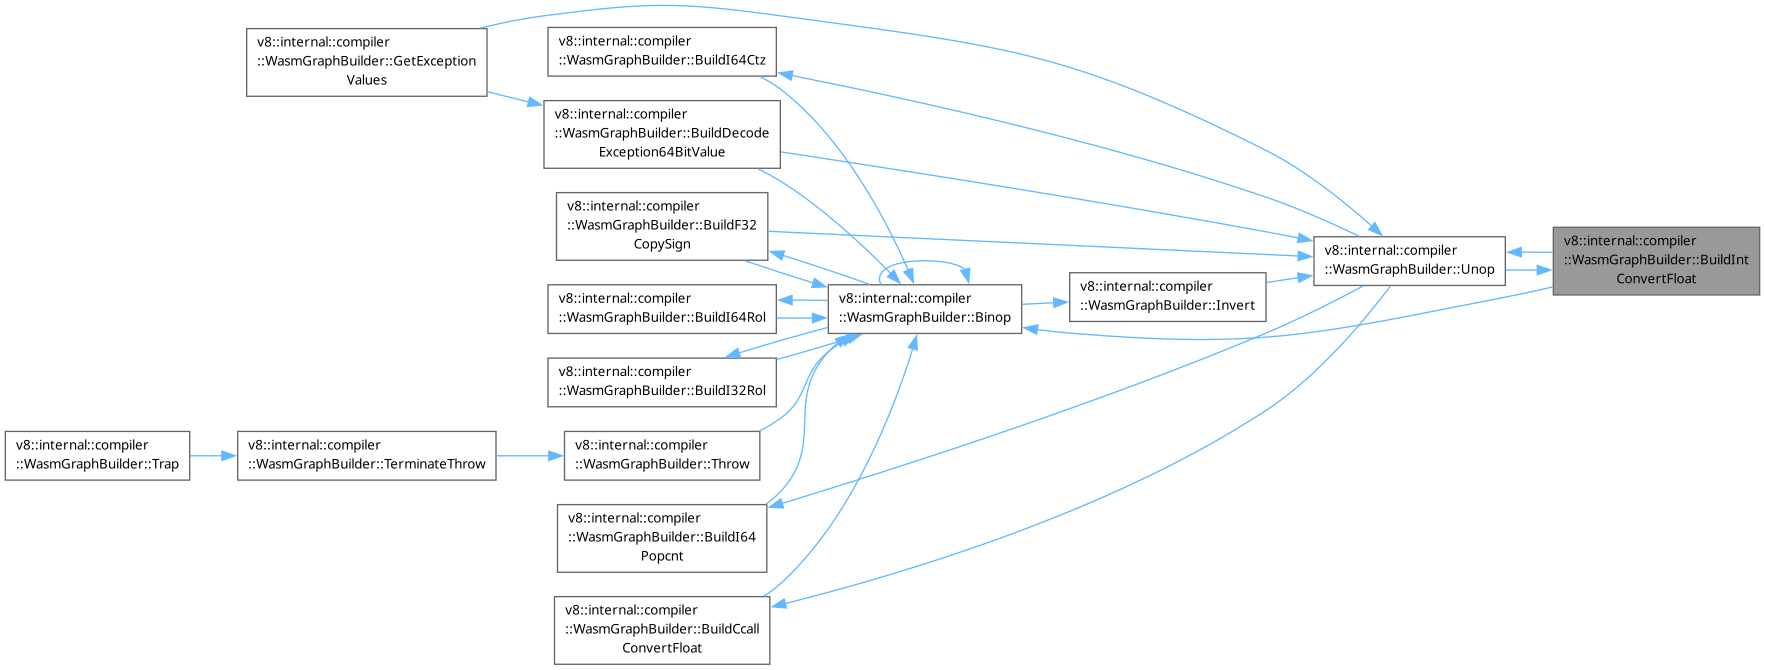 v8::internal::compiler
::WasmGraphBuilder::GetException
Values
v8::internal::compiler
::WasmGraphBuilder::BuildI64Ctz
v8::internal::compiler
::WasmGraphBuilder::BuildDecode
Exception64BitValue
v8::internal::compiler
::WasmGraphBuilder::BuildF32
CopySign
v8::internal::compiler
::WasmGraphBuilder::Unop
v8::internal::compiler
::WasmGraphBuilder::BuildInt
ConvertFloat
v8::internal::compiler
::WasmGraphBuilder::BuildI64Rol
v8::internal::compiler
::WasmGraphBuilder::Binop
v8::internal::compiler
::WasmGraphBuilder::Invert
v8::internal::compiler
::WasmGraphBuilder::BuildI32Rol
v8::internal::compiler
::WasmGraphBuilder::Trap
v8::internal::compiler
::WasmGraphBuilder::TerminateThrow
v8::internal::compiler
::WasmGraphBuilder::Throw
v8::internal::compiler
::WasmGraphBuilder::BuildI64
Popcnt
v8::internal::compiler
::WasmGraphBuilder::BuildCcall
ConvertFloat